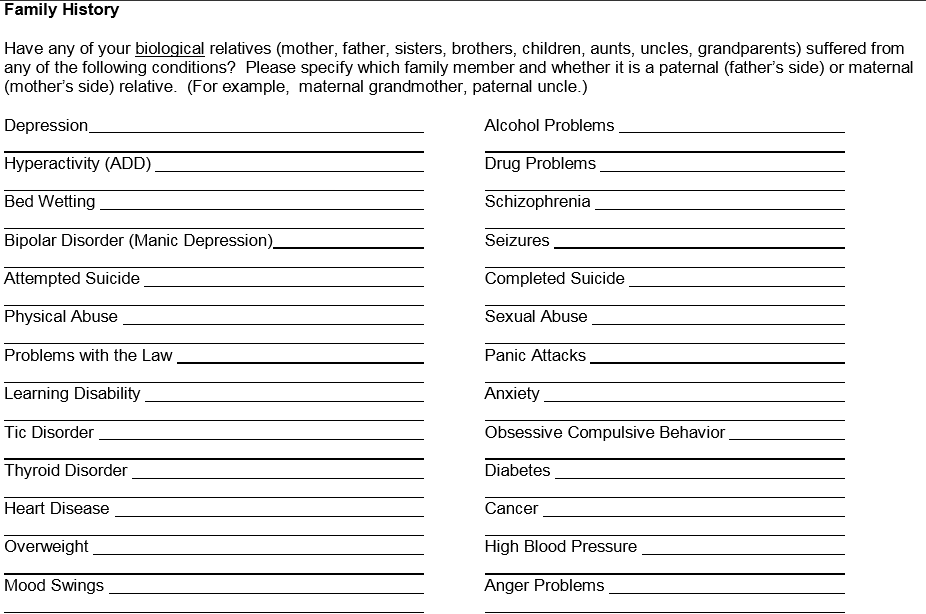 Family History
Have any of your biological relatives (mother, father, sisters, brothers, children, aunts, uncles, grandparents) suffered from
any of the following conditions?  Please specify which family member and whether it is a paternal (father's side) or maternal
(mother's side) relative.  (For example,  maternal grandmother, paternal uncle.)
Depression
Alcohol Problems
Hyperactivity (ADD)
Drug Problems
Bed Wetting
Schizophrenia
Bipolar Disorder (Manic Depression)
Seizures
Attempted Suicide
Completed Suicide
Physical Abuse
Sexual Abuse
Problems with the Law
Panic Attacks
Learning Disability
Anxiety
Tic Disorder
Obsessive Compulsive Behavior
Thyroid Disorder
Diabetes
Heart Disease
Cancer
Overweight
High Blood Pressure
Mood Swings
Anger Problems